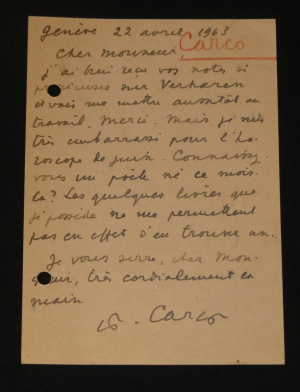 Genève 22 avril 1963
Carco
Cher Monsieur,
j'ai bien reçu vos notes si
précieuses sur Verharen
et vais me mettre aussitôt au
travail. Merci. Mais je suis
très embarrassé pour l'ho-
roscope de juin. Connaissez
vous un poète né ce mois-
là? Les quelques livres que
je possède ne me permettent
pas en effet d'en trouver un..
Je vous serre, cher Mon-
sieur, très cordialement la
main
Carco